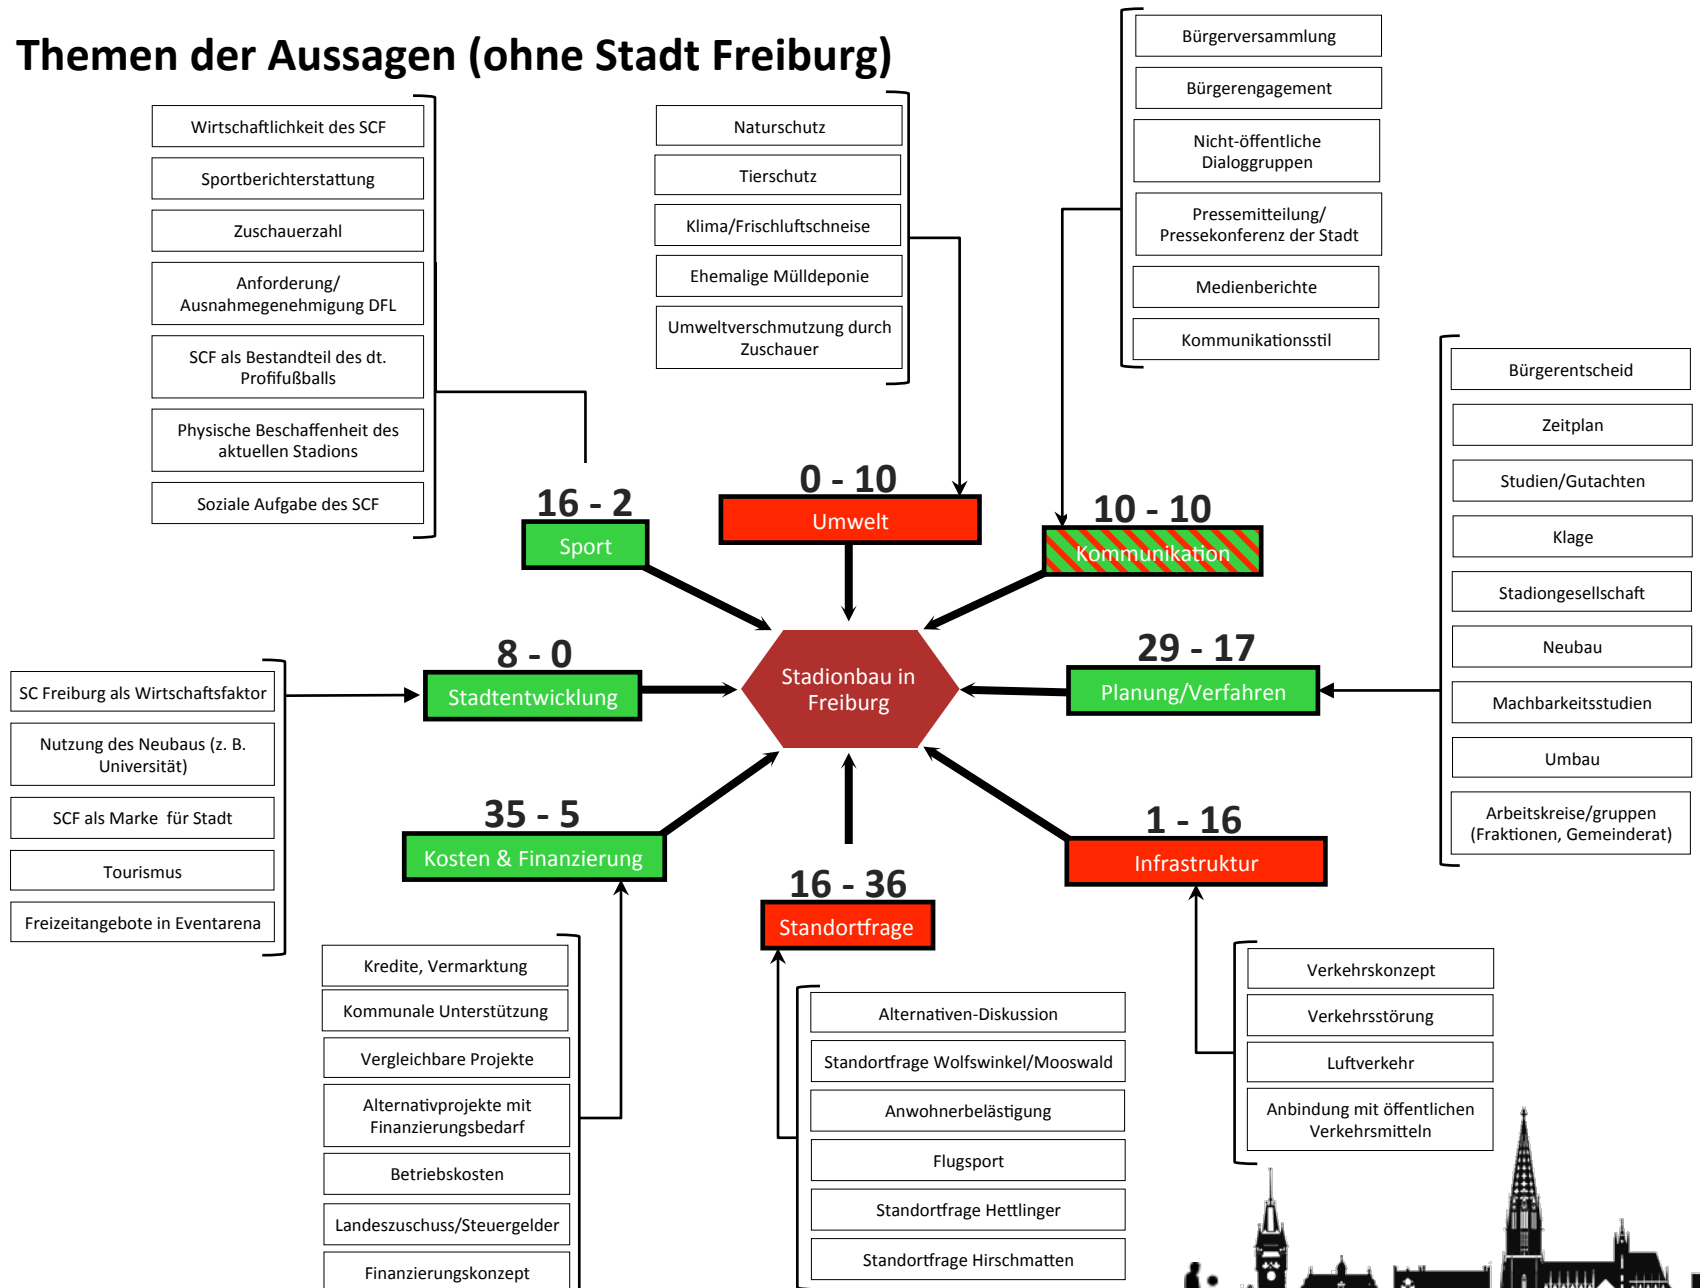 Themen der Aussagen (ohne Stadt Freiburg)
Wirtschaftlichkeit des SCF
Sportberichterstattung
Zuschauerzahl
Anforderung/
Ausnahmegenehmigung DFL
SCF als Bestandteil des dt.
Profifußballs
Physische Beschaffenheit des
aktuellen Stadions
Soziale Aufgabe des SCF
16 - 2
Sport
Naturschutz
Tierschutz
Klima/Frischluftschneise
Ehemalige Mülldeponie
Umweltverschmutzung durch
Zuschauer
0 - 10
Umwelt
Bürgerversammlung
Bürgerengagement
Nicht-öffentliche
Dialoggruppen
Pressemitteilung/
Pressekonferenz der Stadt
Medienberichte
Kommunikationsstil
10 - 10
Kommunikation
Bürgerentscheid
Zeitplan
Studien/Gutachten
Klage
Stadiongesellschaft
Neubau
Machbarkeitsstudien
Umbau
Arbeitskreise/gruppen
(Fraktionen, Gemeinderat)
29 - 17
Planung/Verfahren
Stadionbau in
Freiburg
8 - 0
Stadtentwicklung
SC Freiburg als Wirtschaftsfaktor
Nutzung des Neubaus (z. B.
Universität)
SCF als Marke für Stadt
Tourismus
Freizeitangebote in Eventarena
35 - 5
Kosten & Finanzierung
Kredite, Vermarktung
Kommunale Unterstützung
Vergleichbare Projekte
Alternativprojekte mit
Finanzierungsbedarf
Betriebskosten
Landeszuschuss/Steuergelder
Finanzierungskonzept
16 - 36
Standortfrage
Alternativen-Diskussion
Standortfrage Wolfswinkel/Mooswald
Anwohnerbelästigung
Flugsport
Standortfrage Hettlinger
Standortfrage Hirschmatten
1 - 16
Infrastruktur
Verkehrskonzept
Verkehrsstörung
Luftverkehr
Anbindung mit öffentlichen
Verkehrsmitteln